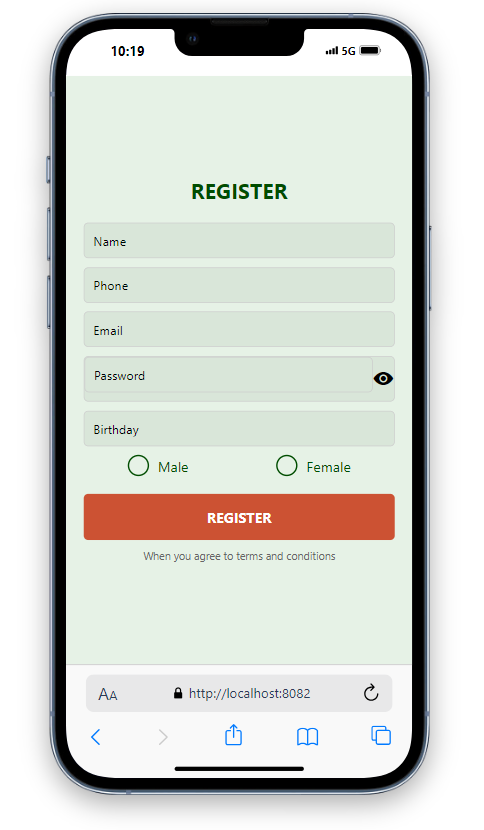 10:19
5G
REGISTER
Name
Phone
Email
Password
Birthday
Male Female
REGISTER
When you agree to terms and conditions
AA http://localhost:8082